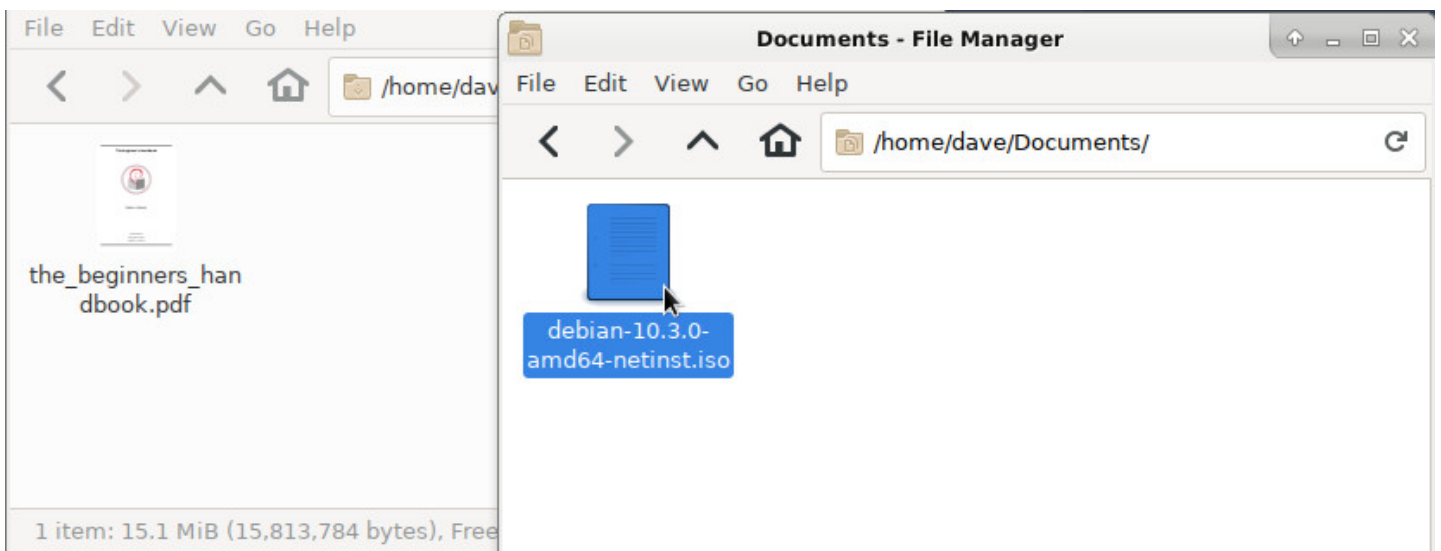 File Edit View Go Help
/home/dav
the_beginners_han
dbook.pdf
1 item: 15.1 MiB (15,813,784 bytes), Free
Documents - File Manager
File Edit View Go Help
/home/dave/Documents/
debian-10.3.0-
amd64-netinst.iso